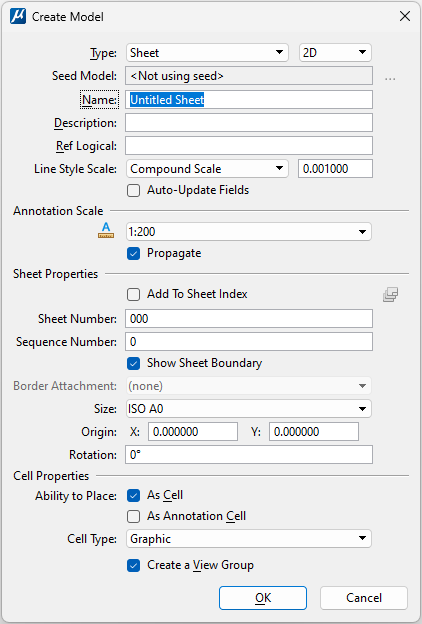 Create Model
Type: Sheet 2D
Seed Model: <Not using seed> ...
Name: Untitled Sheet
Description:
Ref Logical:
Line Style Scale: Compound Scale 0.001000
Auto-Update Fields
Annotation Scale
1:200
Propagate
Sheet Properties
Add To Sheet Index
Sheet Number: 000
Sequence Number: 0
Show Sheet Boundary
Border Attachment: (none)
Size: ISO A0
Origin: X: 0.000000 Y: 0.000000
Rotation: 0°
Cell Properties
Ability to Place: As Cell
As Annotation Cell
Cell Type: Graphic
Create a View Group
OK Cancel